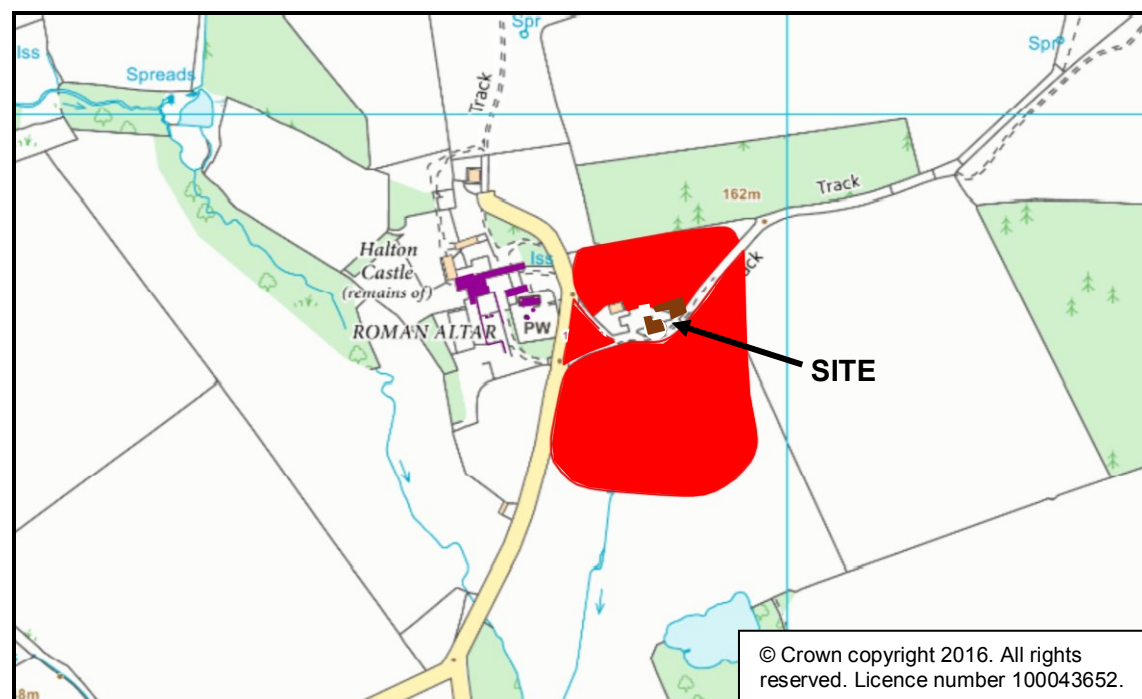 Spr
Iss
Spreads
Spr
Track
162m
Track
Halton
Castle
(remains of)
Iss
ROMAN ALTAR
PW
1
SITE
8m
© Crown copyright 2016. All rights
reserved. Licence number 100043652.